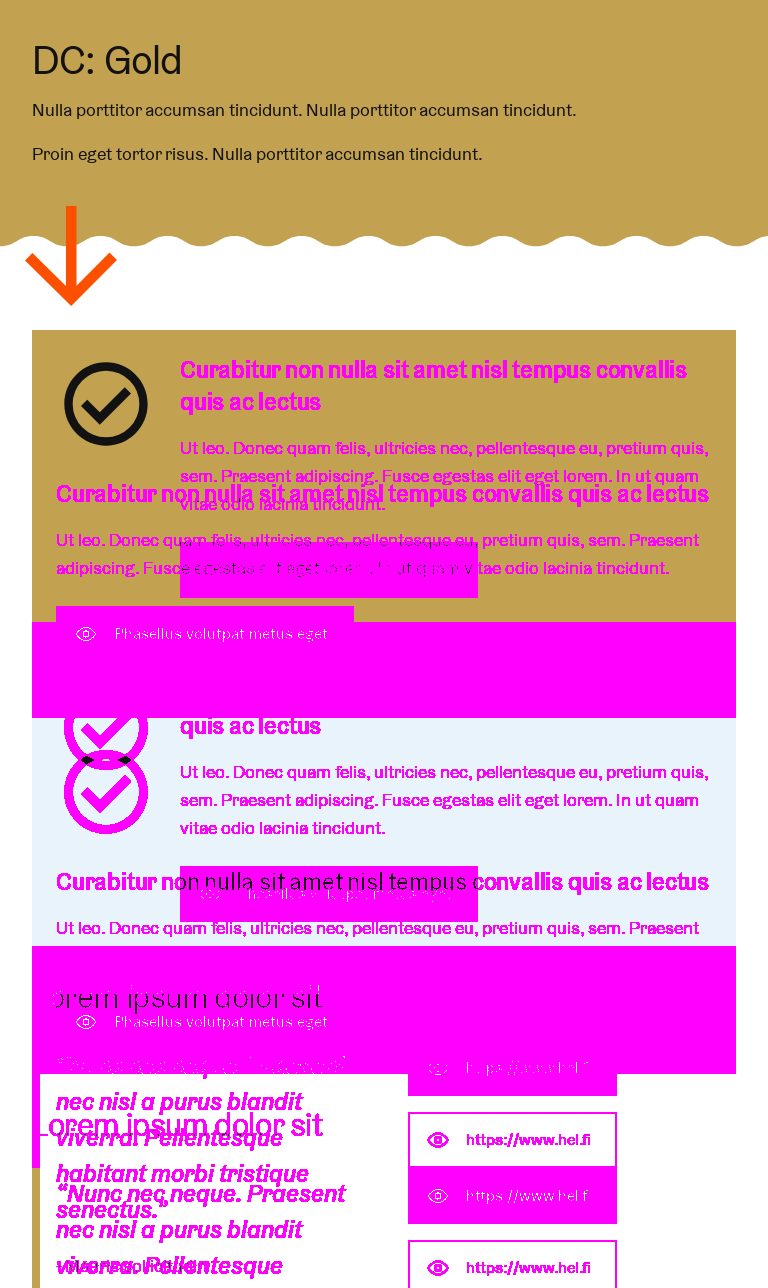 DC: Gold
Nulla porttitor accumsan tincidunt. Nulla porttitor accumsan tincidunt.
Proin eget tortor risus. Nulla porttitor accumsan tincidunt.
Curabitur non nulla sit amet nisl tempus convallis
quis ac lectus
Ut leo. Donec quam felis, ultricies nec, pellentesque eu, pretium quis,
sem. Praesent adipiscing. Fusce egestas elit eget lorem. In ut quam
Curabitur non nulla sit amet nisl tempus convallis quis ac lectus
vitae odio lacinia tincidunt.
Ut leo. Donec quam felis, ultricies nec, pellentesque eu, pretium quis, sem. Praesent
adipiscing. Fusce egestas elit eget lorem. In ut quam vitae odio lacinia tincidunt.
Phasellus volutpat metus eget
quis ac lectus
Ut leo. Donec quam felis, ultricies nec, pellentesque eu, pretium quis,
sem. Praesent adipiscing. Fusce egestas elit eget lorem. In ut quam
vitae odio lacinia tincidunt.
Curabitur non nulla sit amet nisl tempus convallis quis ac lectus
Ut leo. Donec quam felis, ultricies nec, pellentesque eu, pretium quis, sem. Praesent
orem ipsum dolor sit
Phasellus volutpat metus eget
nec nisl a purus blandit
Lorem ipsum dolor sit
viverra. Pellentesque
https://www.hel.fi
habitant morbi tristique
“Nunc nec neque. Praesent
https://www.hel.fi
senectus.”
nec nisl a purus blandit
viverra. Pellentesque
https://www.hel.fi